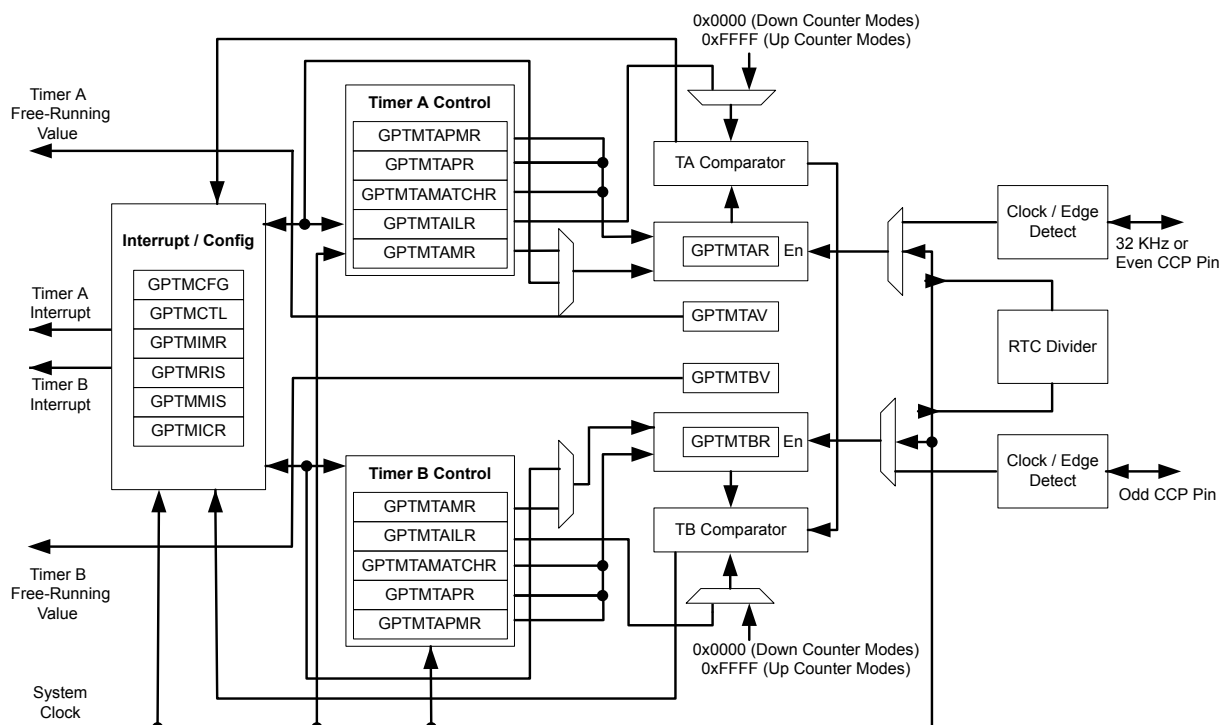 0x0000 (Down Counter Modes)
0xFFFF (Up Counter Modes)
Timer A
Free-Running
Value
Timer A Control
GPTMTAPMR
GPTMTAPR
GPTMTAMATCHR
GPTMTAILR
GPTMTAMR
TA Comparator
Clock / Edge
Detect
32 KHz or
Even CCP Pin
Interrupt / Config
GPTMCFG
GPTMCTL
GPTMIMR
GPTMRIS
GPTMMIS
GPTMICR
GPTMTAR
En
Timer A
Interrupt
GPTMTAV
RTC Divider
Timer B
Interrupt
GPTMTBV
GPTMTBR
En
Clock / Edge
Detect
Odd CCP Pin
Timer B Control
GPTMTAMR
GPTMTAILR
GPTMTAMATCHR
GPTMTAPR
GPTMTAPMR
TB Comparator
Timer B
Free-Running
Value
0x0000 (Down Counter Modes)
0xFFFF (Up Counter Modes)
System
Clock